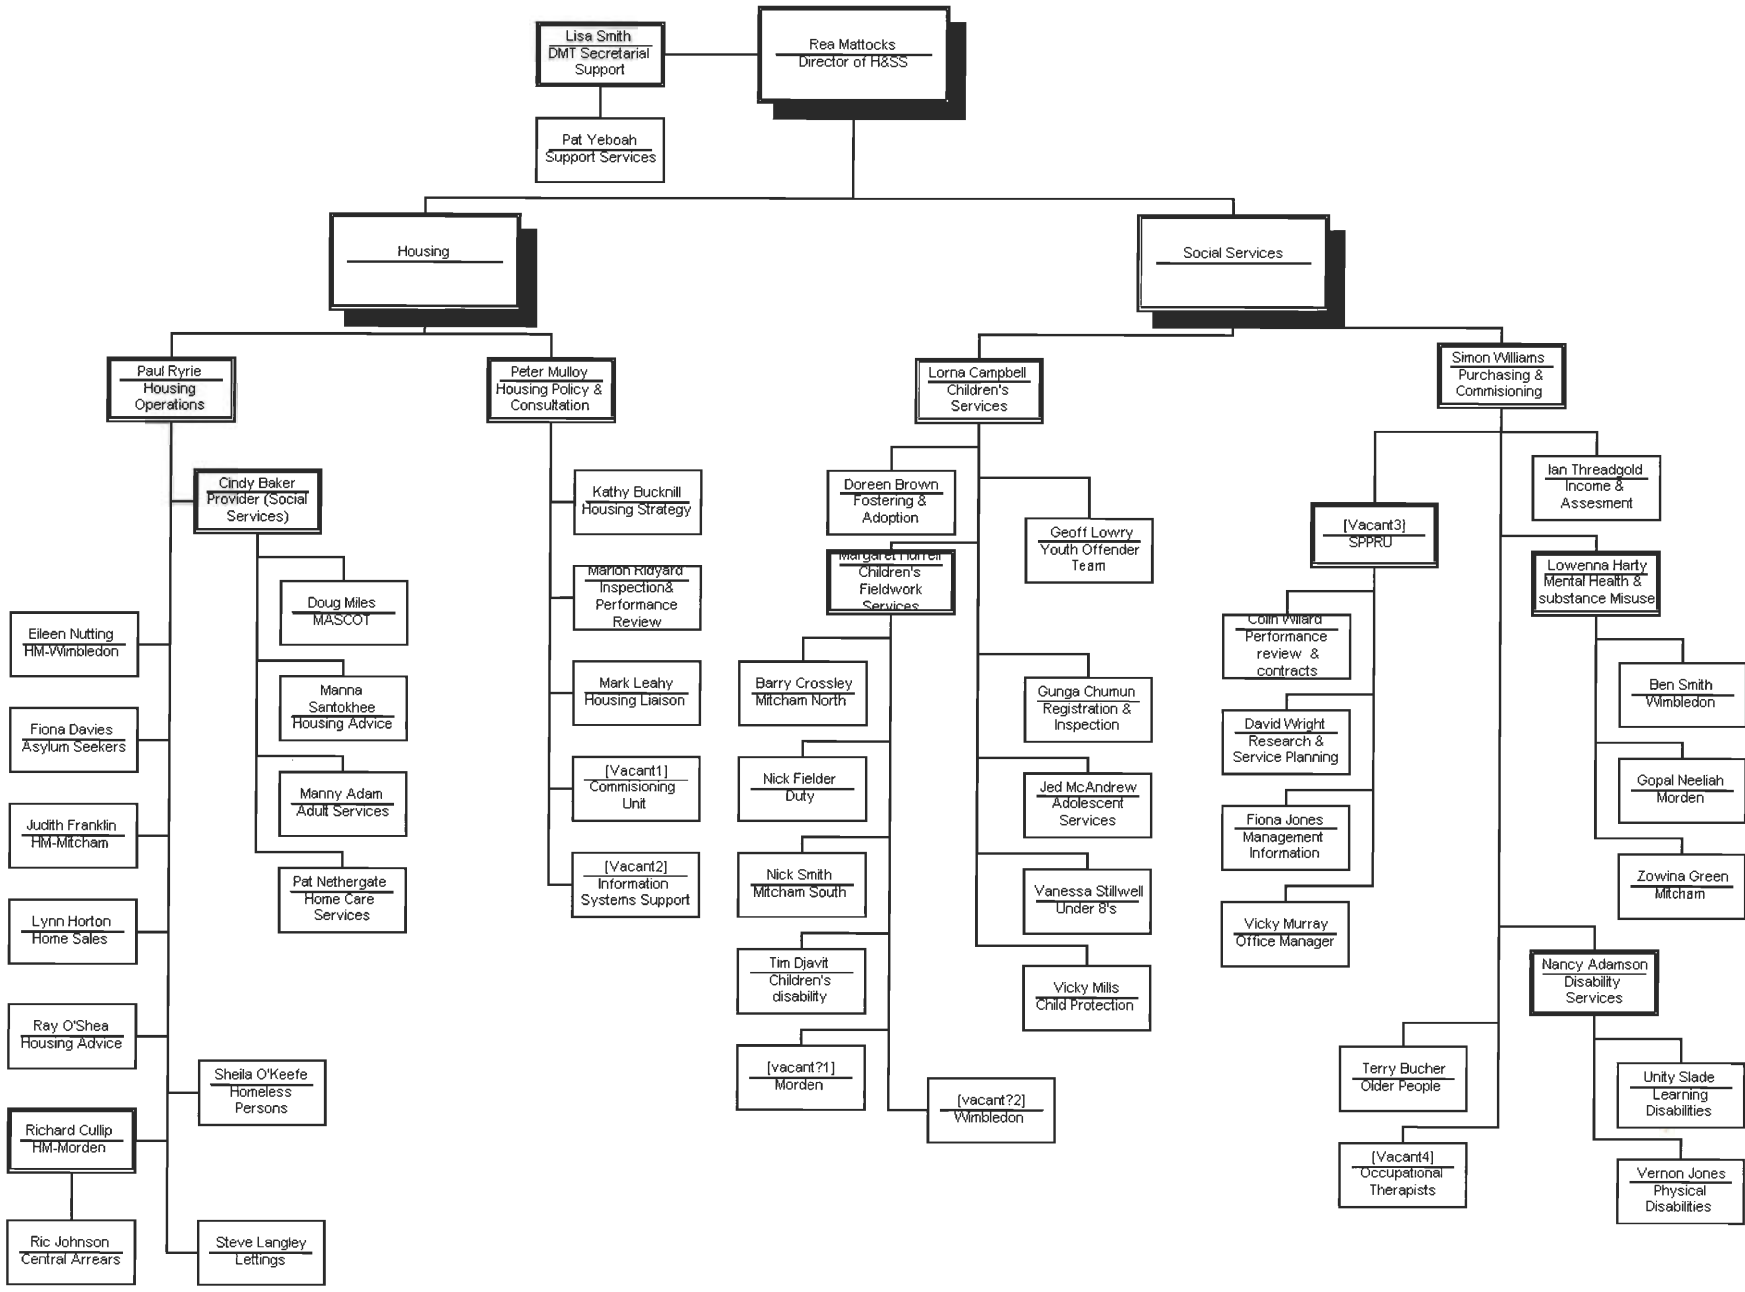 Lisa Smith
DMT Secretarial
Support
Rea Mattocks
Director of H&SS
Pat Yeboah
Support Services
Housing
Social Services
Paul Ryrie
Housing
Operations
Peter Mulloy
Housing Policy &
Consultation
Lorna Campbell
Children's
Services
Simon Williams
Purchasing &
Commisioning
Cindy Baker
Provider (Social
Services)
Doug Miles
MASCOT
Manna
Santokhee
Housing Advice
Manny Adam
Adult Services
Pat Nethergate
Home Care
Services
Eileen Nutting
HM-Wimbledon
Fiona Davies
Asylum Seekers
Judith Franklin
HM-Mitcham
Lynn Horton
Home Sales
Ray O'Shea
Housing Advice
Sheila O'Keefe
Homeless
Persons
Richard Cullip
HM-Morden
Ric Johnson
Central Arrears
Steve Langley
Lettings
Kathy Bucknill
Housing Strategy
Marion Ridyard
Inspection&
Performance
Review
Mark Leahy
Housing Liaison
[Vacant1]
Commisioning
Unit
[Vacant2]
Information
Systems Support
Doreen Brown
Fostering &
Adoption
Geoff Lowry
Youth Offender
Team
Margaret Hurrell
Children's
Fieldwork
Services
Barry Crossley
Mitcham North
Nick Fielder
Duty
Nick Smith
Mitcham South
Tim Djavit
Children's
disability
[vacant?1]
Morden
[vacant?2]
Wimbledon
Gunga Chumun
Registration &
Inspection
Jed McAndrew
Adolescent
Services
Vanessa Stillwell
Under 8's
Vicky Mills
Child Protection
Ian Threadgold
Income &
Assesment
[Vacant3]
SPPRU
Colin Willard
Performance
review &
contracts
David Wright
Research &
Service Planning
Fiona Jones
Management
Information
Vicky Murray
Office Manager
Lowenna Harty
Mental Health &
substance Misuse
Ben Smith
Wimbledon
Gopal Neeliah
Morden
Zowina Green
Mitcham
Nancy Adamson
Disability
Services
Terry Bucher
Older People
[Vacant4]
Occupational
Therapists
Unity Slade
Learning
Disabilities
Vernon Jones
Physical
Disabilities